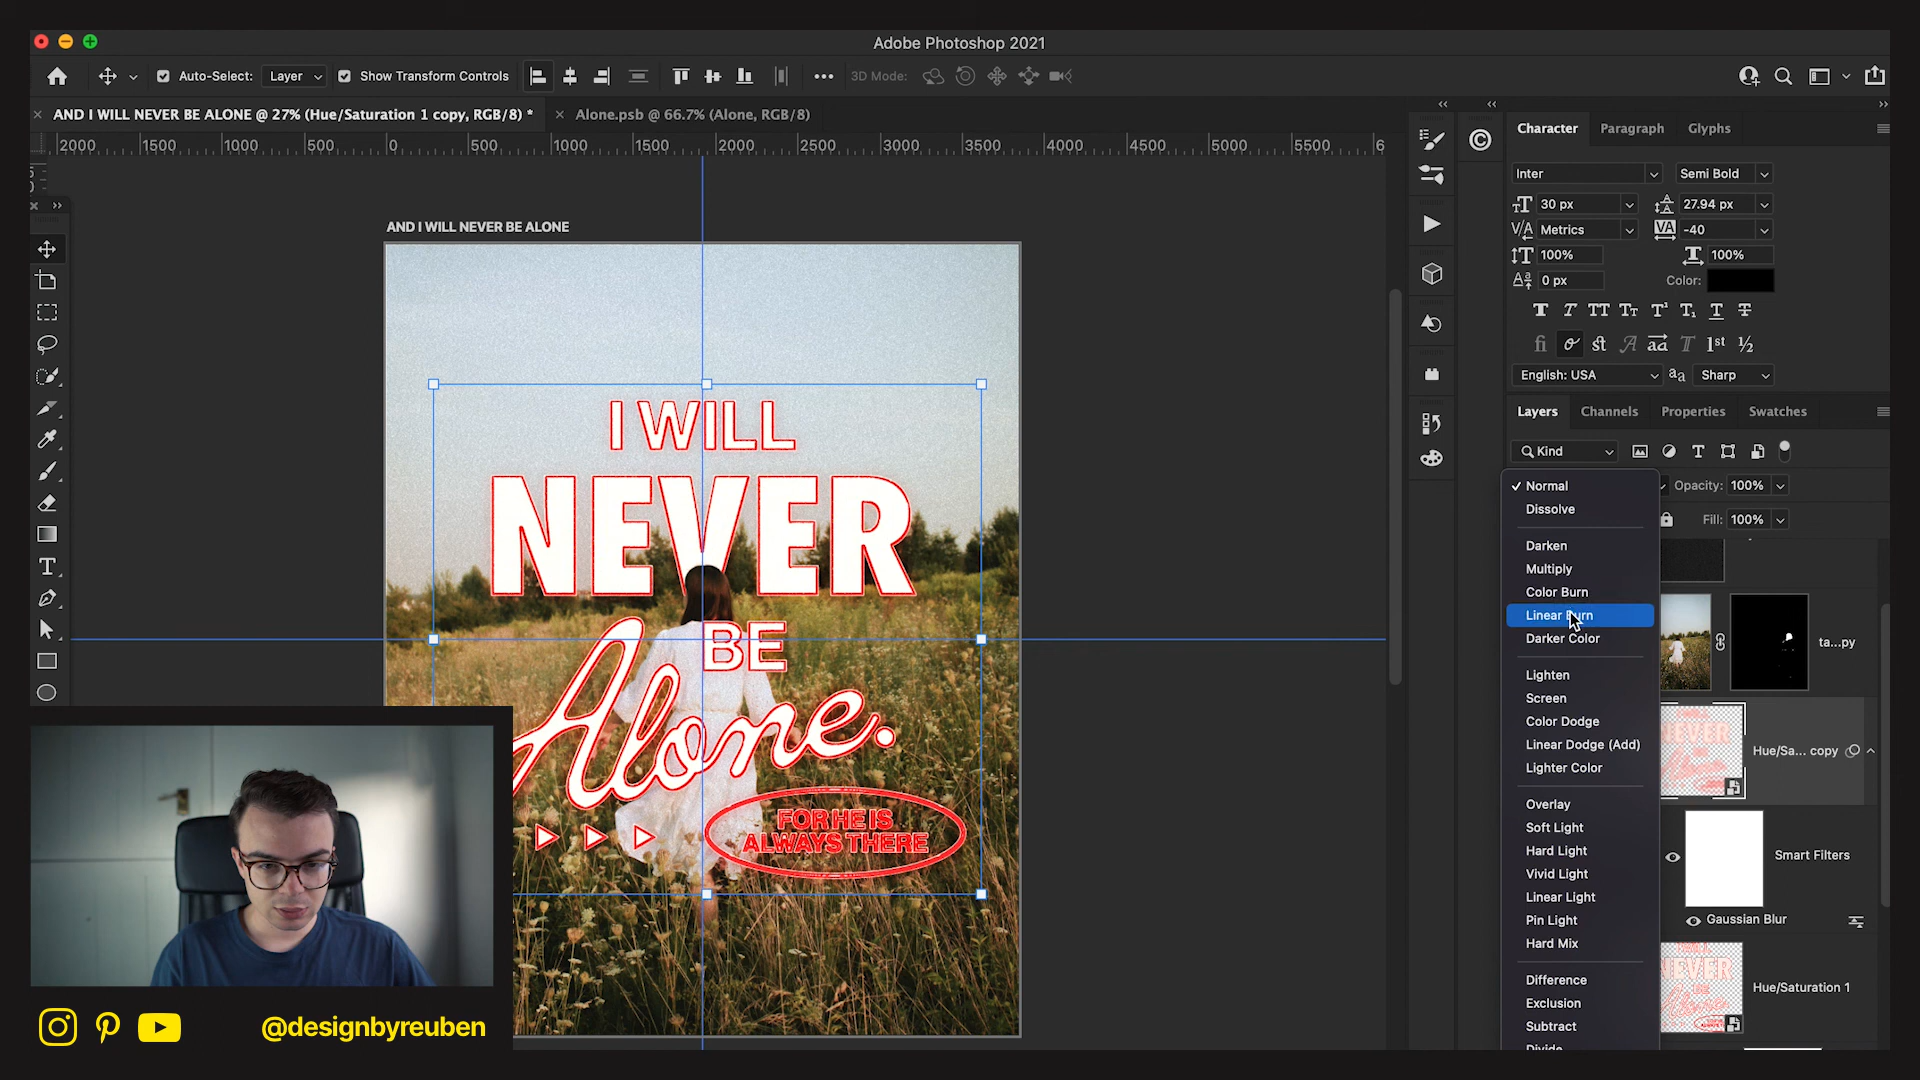 Adobe Photoshop 2021
Auto-Select: Layer Show Transform Controls 3D Mode:
AND I WILL NEVER BE ALONE @ 27% (Hue/Saturation 1 copy, RGB/8) *
Alone.psb @ 66.7% (Alone, RGB/8)
2000 1500 1000 500 0 500 1000 1500 2000 2500 3000 3500 4000 4500 5000 5500 6
AND I WILL NEVER BE ALONE
I WILL
NEVER
BE
Alone.
FOR HE IS
ALWAYS THERE
@designbyreuben
Character Paragraph Glyphs
Inter Semi Bold
30 px 27.94 px
Metrics -40
100% 100%
0 px Color:
English: USA Sharp
Layers Channels Properties Swatches
Kind
Opacity: 100%
Fill: 100%
Normal
Dissolve
Darken
Multiply
Color Burn
Linear Burn
Darker Color
Lighten
Screen
Color Dodge
Linear Dodge (Add)
Lighter Color
Overlay
Soft Light
Hard Light
Vivid Light
Linear Light
Pin Light
Hard Mix
Difference
Exclusion
Subtract
Divide
ta...py
Hue/Sa... copy
Smart Filters
Gaussian Blur
Hue/Saturation 1